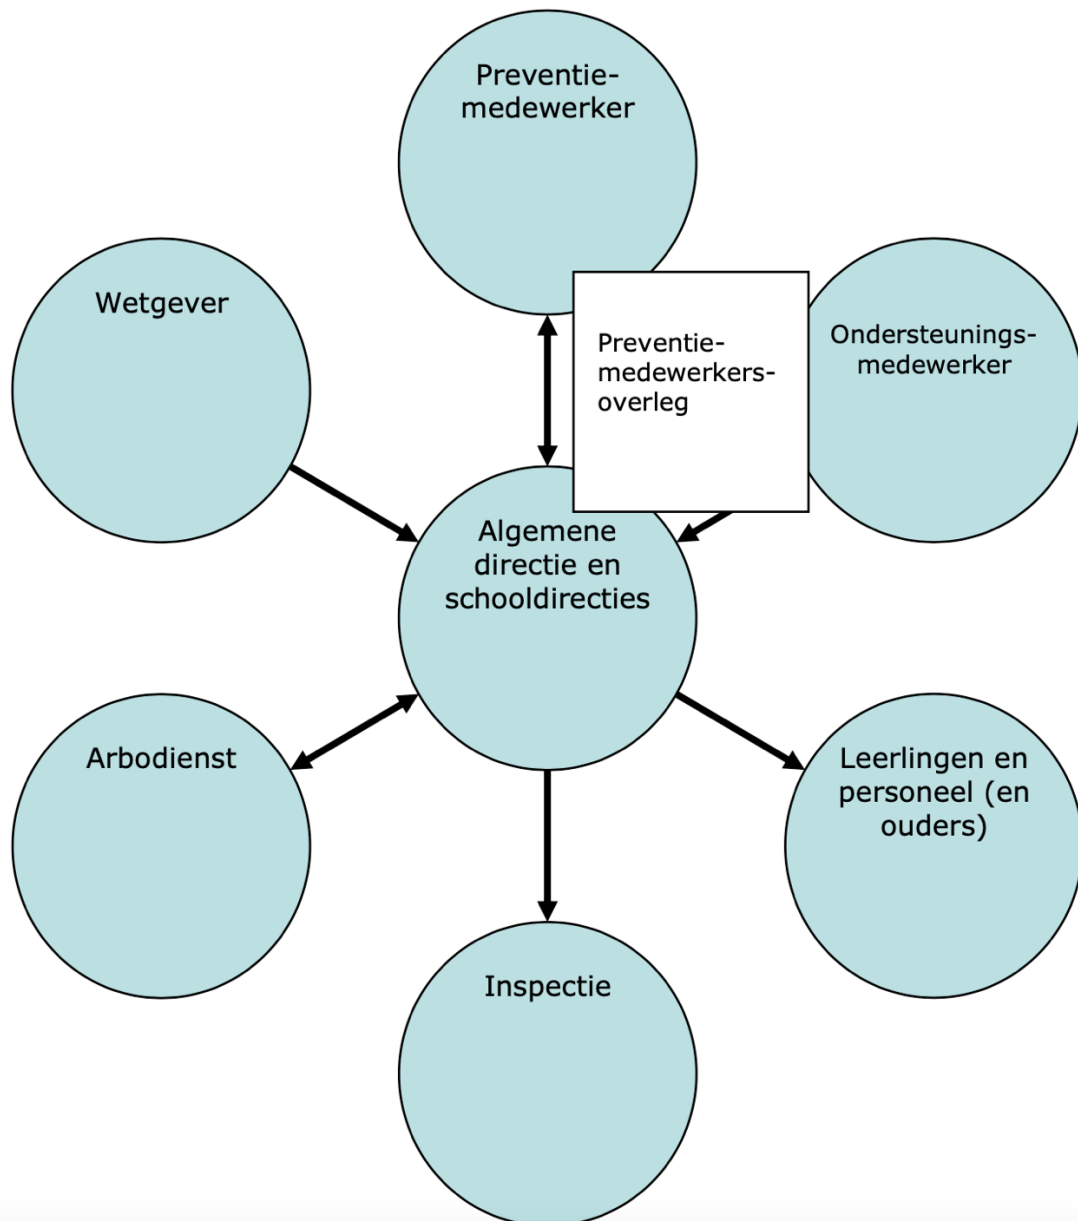 Preventie-
medewerker
Wetgever
Ondersteunings-
medewerker
Preventie-
medewerkers-
overleg
Algemene
directie en
schooldirecties
Arbodienst
Leerlingen en
personeel (en
ouders)
Inspectie